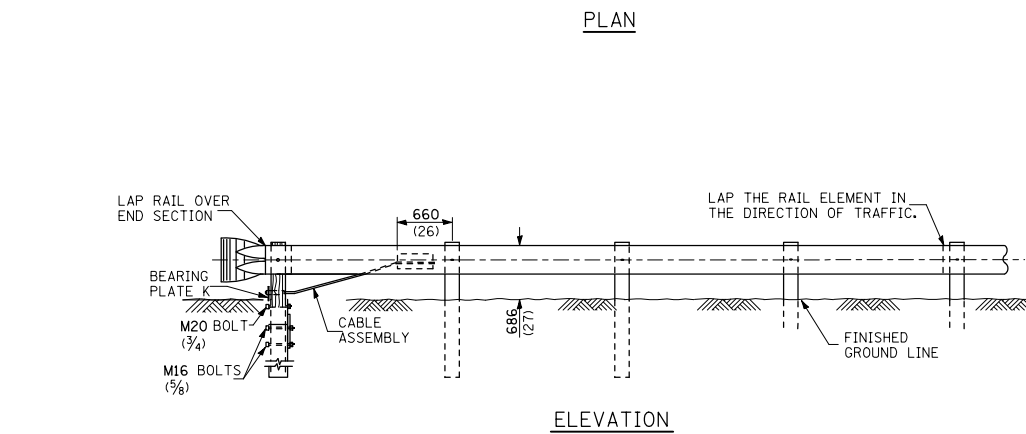 PLAN
LAP RAIL OVER
END SECTION
660
(26)
LAP THE RAIL ELEMENT IN
THE DIRECTION OF TRAFFIC.
BEARING
PLATE K
M20 BOLT
(3/4)
M16 BOLTS
(5/8)
CABLE
ASSEMBLY
686
(27)
FINISHED
GROUND LINE
ELEVATION